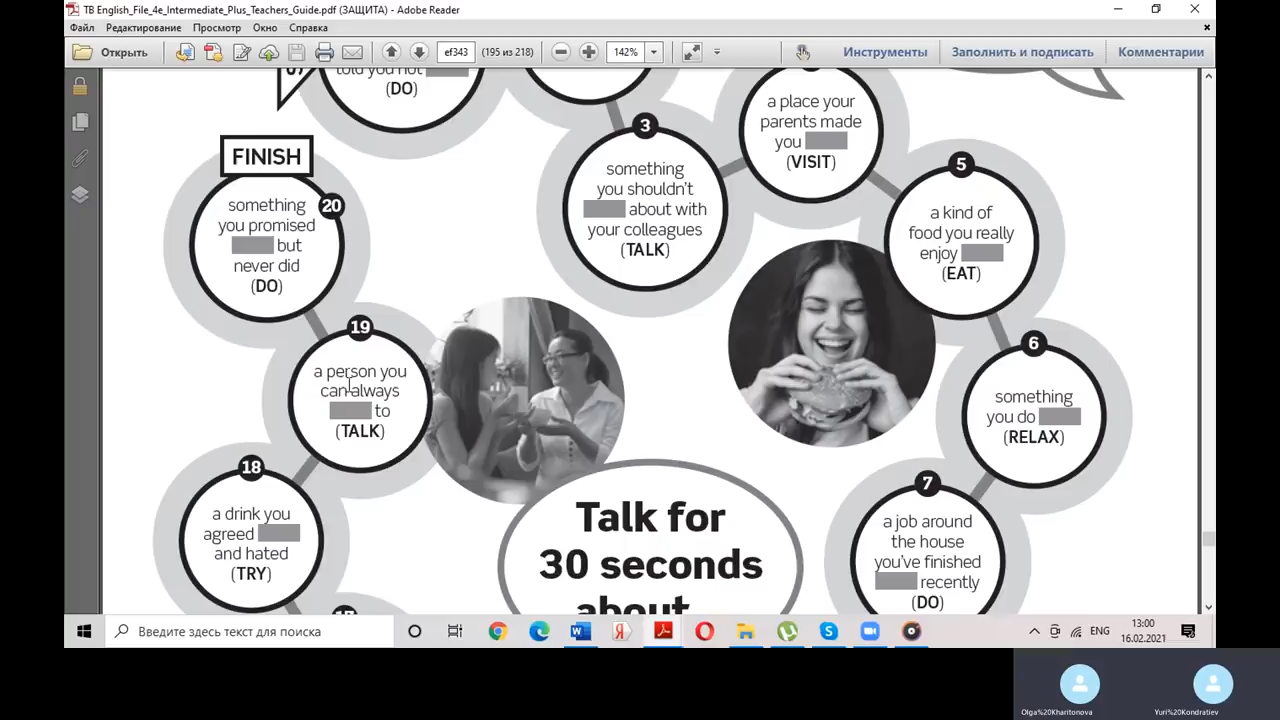 TB English_File_4e_Intermediate_Plus_Teachers_Guide.pdf (ЗАЩИТА) - Adobe Reader
Файл Редактирование Просмотр Окно Справка
Открыть
ef343
(195 из 218)
142%
Инструменты
Заполнить и подписать
Комментарии
told you not
(DO)
3
something
you shouldn't
about with
your colleagues
(TALK)
a place your
parents made
you
(VISIT)
5
a kind of
food you really
enjoy
(EAT)
6
something
you do
(RELAX)
7
a job around
the house
you've finished
recently
(DO)
FINISH
20
something
you promised
but
never did
(DO)
19
a person you
can always
to
(TALK)
18
a drink you
agreed
and hated
(TRY)
Talk for
30 seconds
about
Введите здесь текст для поиска
ENG
13:00
16.02.2021
Olga%20Kharitonova
Yuri%20Kondratiev